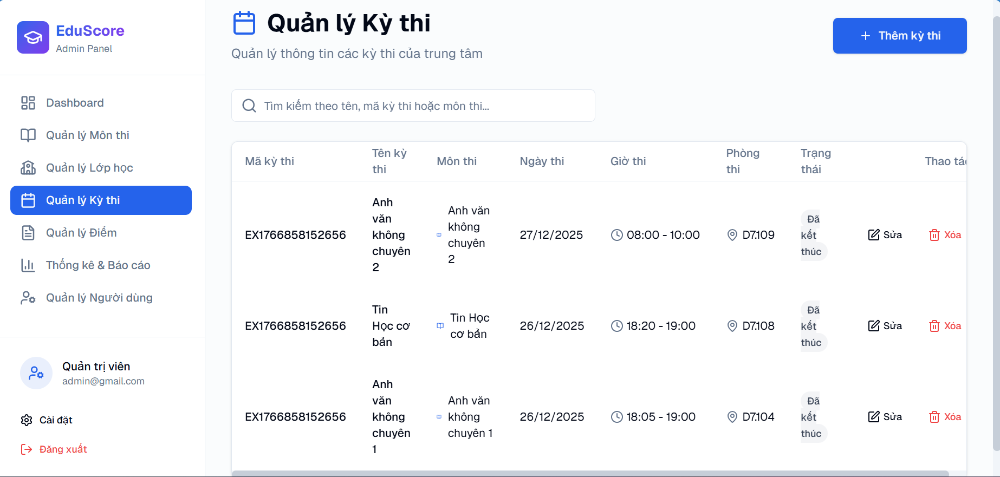 EduScore
Admin Panel
Dashboard
Quản lý Môn thi
Quản lý Lớp học
Quản lý Kỳ thi
Quản lý Điểm
Thống kê & Báo cáo
Quản lý Người dùng
Quản trị viên
admin@gmail.com
Cài đặt
Đăng xuất
Quản lý Kỳ thi
Quản lý thông tin các kỳ thi của trung tâm
Thêm kỳ thi
Tìm kiếm theo tên, mã kỳ thi hoặc môn thi...
Mã kỳ thi
Tên kỳ
thi
Môn thi
Ngày thi
Giờ thi
Phòng
thi
Trạng
thái
Thao tác
EX1766858152656
Anh
văn
không
chuyên
2
Anh văn
không
chuyên
2
27/12/2025
08:00 - 10:00
D7.109
Đã
kết
thúc
Sửa
Xóa
EX1766858152656
Tin
Học cơ
bản
Tin Học
cơ bản
26/12/2025
18:20 - 19:00
D7.108
Đã
kết
thúc
Sửa
Xóa
EX1766858152656
Anh
văn
không
chuyên
1
Anh văn
không
chuyên 1
26/12/2025
18:05 - 19:00
D7.104
Đã
kết
thúc
Sửa
Xóa